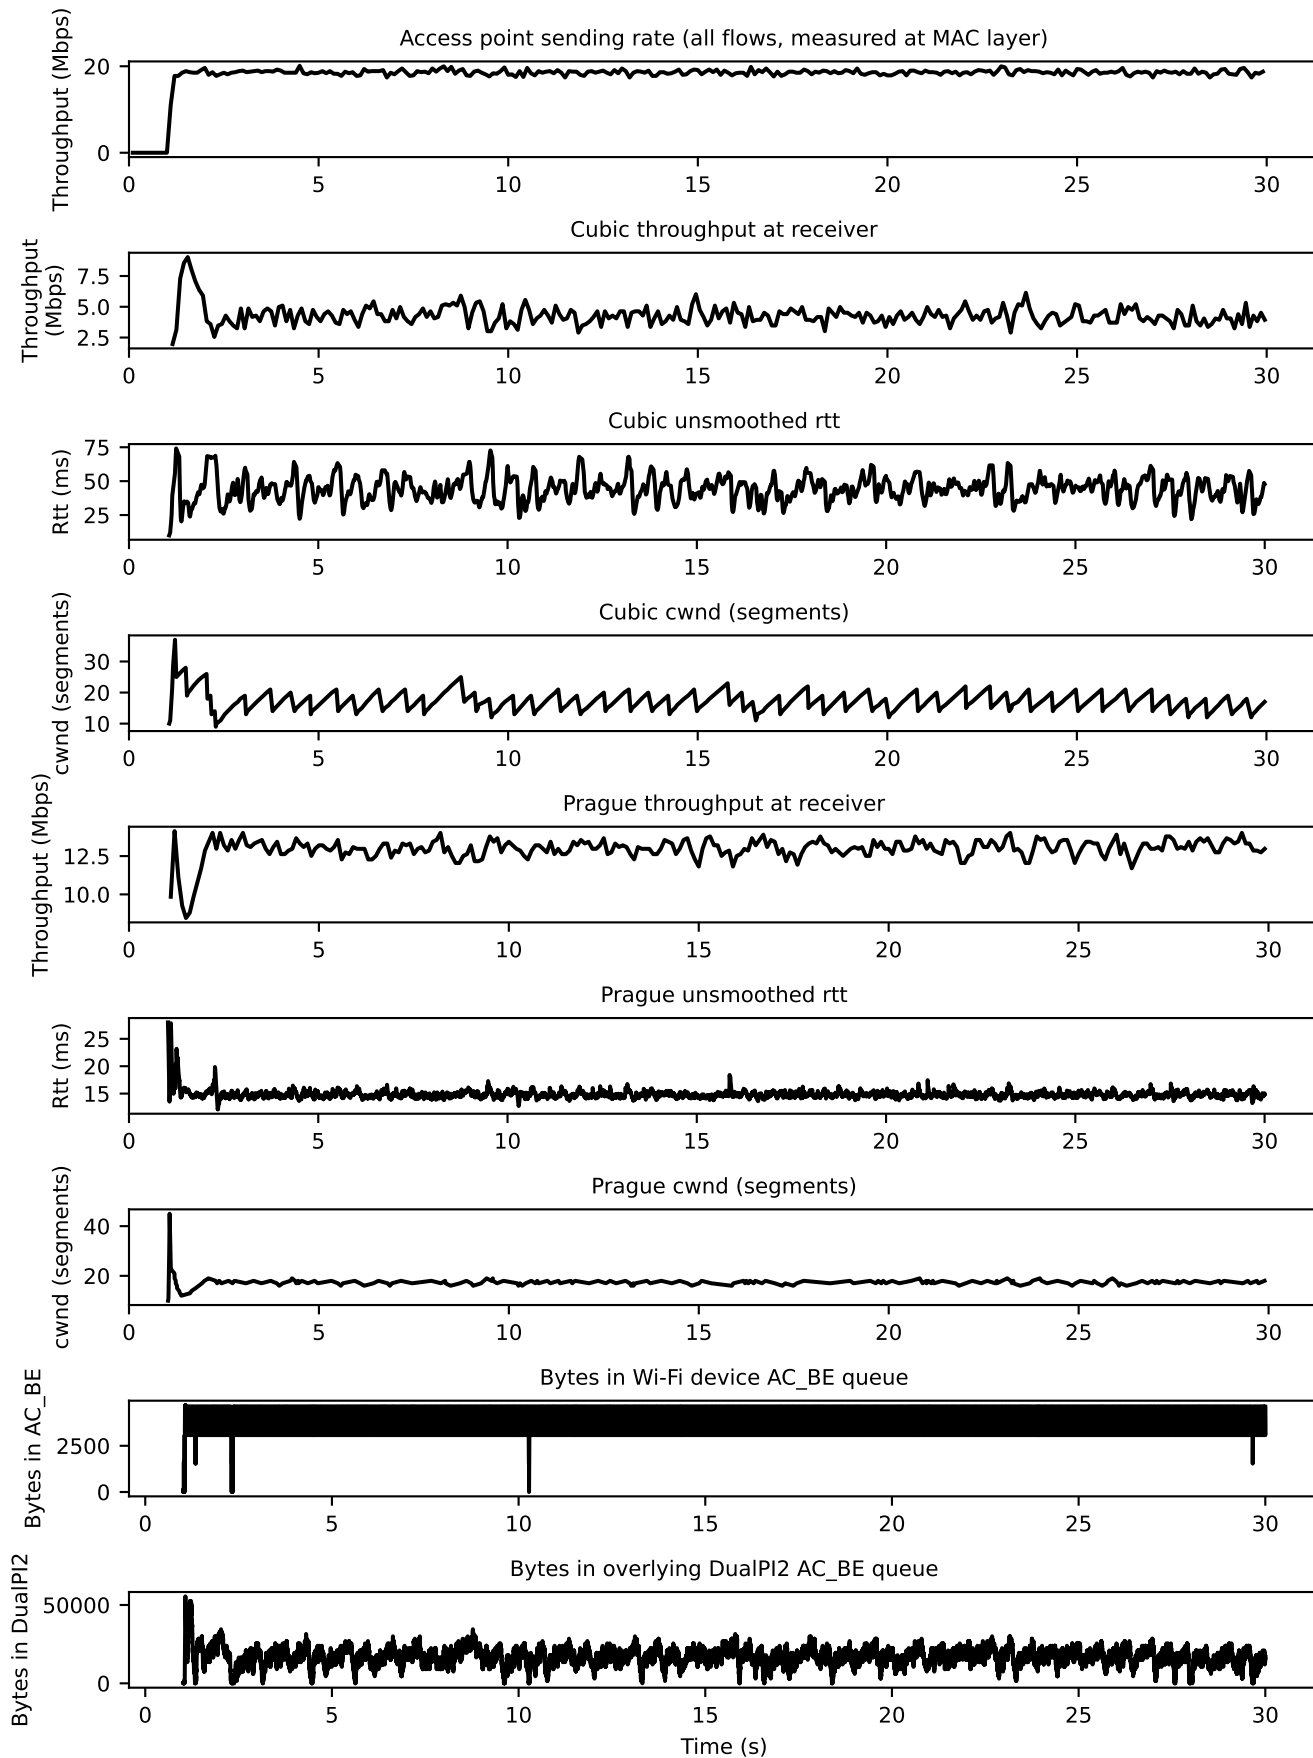 Access point sending rate (all flows, measured at MAC layer)
Throughput (Mbps)
20
0
0 5 10 15 20 25 30
Cubic throughput at receiver
Throughput
(Mbps)
7.5
5.0
2.5
0 5 10 15 20 25 30
Cubic unsmoothed rtt
Rtt (ms)
75
50
25
0 5 10 15 20 25 30
Cubic cwnd (segments)
cwnd (segments)
30
20
10
0 5 10 15 20 25 30
Prague throughput at receiver
Throughput (Mbps)
12.5
10.0
0 5 10 15 20 25 30
Prague unsmoothed rtt
Rtt (ms)
25
20
15
0 5 10 15 20 25 30
Prague cwnd (segments)
cwnd (segments)
40
20
0 5 10 15 20 25 30
Bytes in Wi-Fi device AC_BE queue
Bytes in AC_BE
2500
0
0 5 10 15 20 25 30
Bytes in overlying DualPI2 AC_BE queue
Bytes in DualPI2
50000
0
0 5 10 15 20 25 30
Time (s)